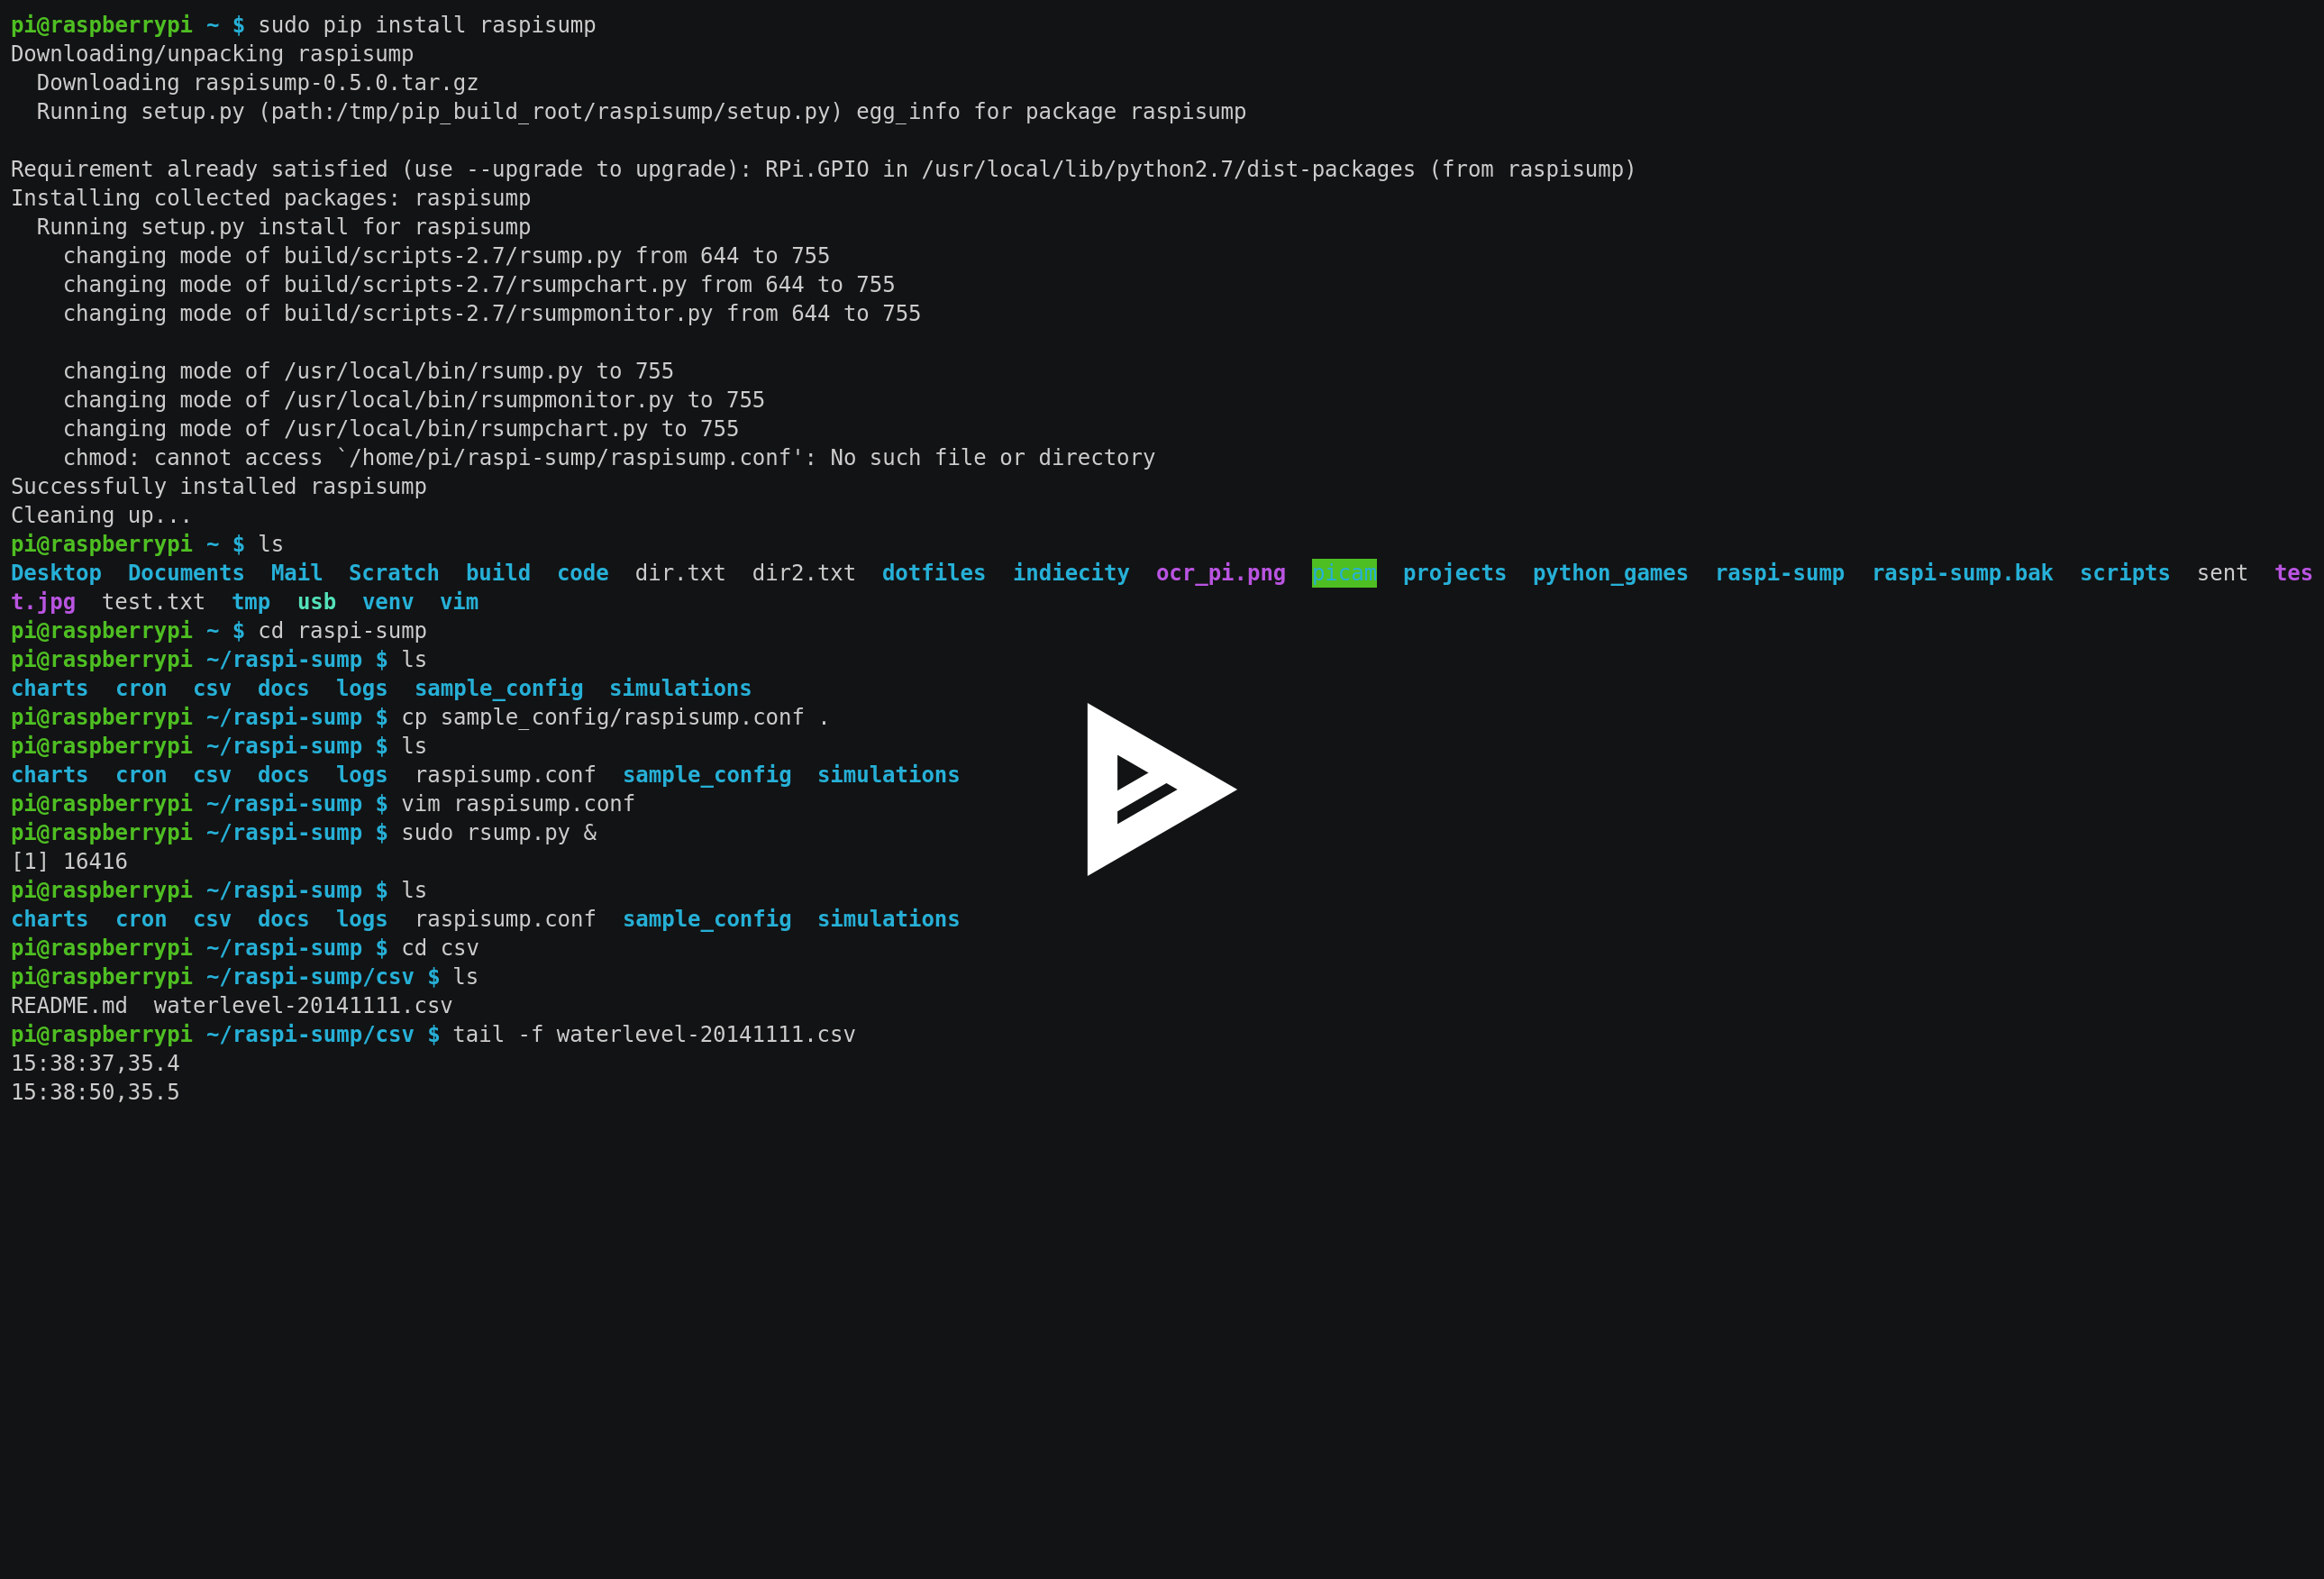 pi@raspberrypi ~ $ sudo pip install raspisump
Downloading/unpacking raspisump
  Downloading raspisump-0.5.0.tar.gz
  Running setup.py (path:/tmp/pip_build_root/raspisump/setup.py) egg_info for package raspisump

Requirement already satisfied (use --upgrade to upgrade): RPi.GPIO in /usr/local/lib/python2.7/dist-packages (from raspisump)
Installing collected packages: raspisump
  Running setup.py install for raspisump
    changing mode of build/scripts-2.7/rsump.py from 644 to 755
    changing mode of build/scripts-2.7/rsumpchart.py from 644 to 755
    changing mode of build/scripts-2.7/rsumpmonitor.py from 644 to 755

    changing mode of /usr/local/bin/rsump.py to 755
    changing mode of /usr/local/bin/rsumpmonitor.py to 755
    changing mode of /usr/local/bin/rsumpchart.py to 755
    chmod: cannot access `/home/pi/raspi-sump/raspisump.conf': No such file or directory
Successfully installed raspisump
Cleaning up...
pi@raspberrypi ~ $ ls
Desktop  Documents  Mail  Scratch  build  code  dir.txt  dir2.txt  dotfiles  indiecity  ocr_pi.png  picam  projects  python_games  raspi-sump  raspi-sump.bak  scripts  sent  tes
t.jpg  test.txt  tmp  usb  venv  vim
pi@raspberrypi ~ $ cd raspi-sump
pi@raspberrypi ~/raspi-sump $ ls
charts  cron  csv  docs  logs  sample_config  simulations
pi@raspberrypi ~/raspi-sump $ cp sample_config/raspisump.conf .
pi@raspberrypi ~/raspi-sump $ ls
charts  cron  csv  docs  logs  raspisump.conf  sample_config  simulations
pi@raspberrypi ~/raspi-sump $ vim raspisump.conf
pi@raspberrypi ~/raspi-sump $ sudo rsump.py &
[1] 16416
pi@raspberrypi ~/raspi-sump $ ls
charts  cron  csv  docs  logs  raspisump.conf  sample_config  simulations
pi@raspberrypi ~/raspi-sump $ cd csv
pi@raspberrypi ~/raspi-sump/csv $ ls
README.md  waterlevel-20141111.csv
pi@raspberrypi ~/raspi-sump/csv $ tail -f waterlevel-20141111.csv
15:38:37,35.4
15:38:50,35.5